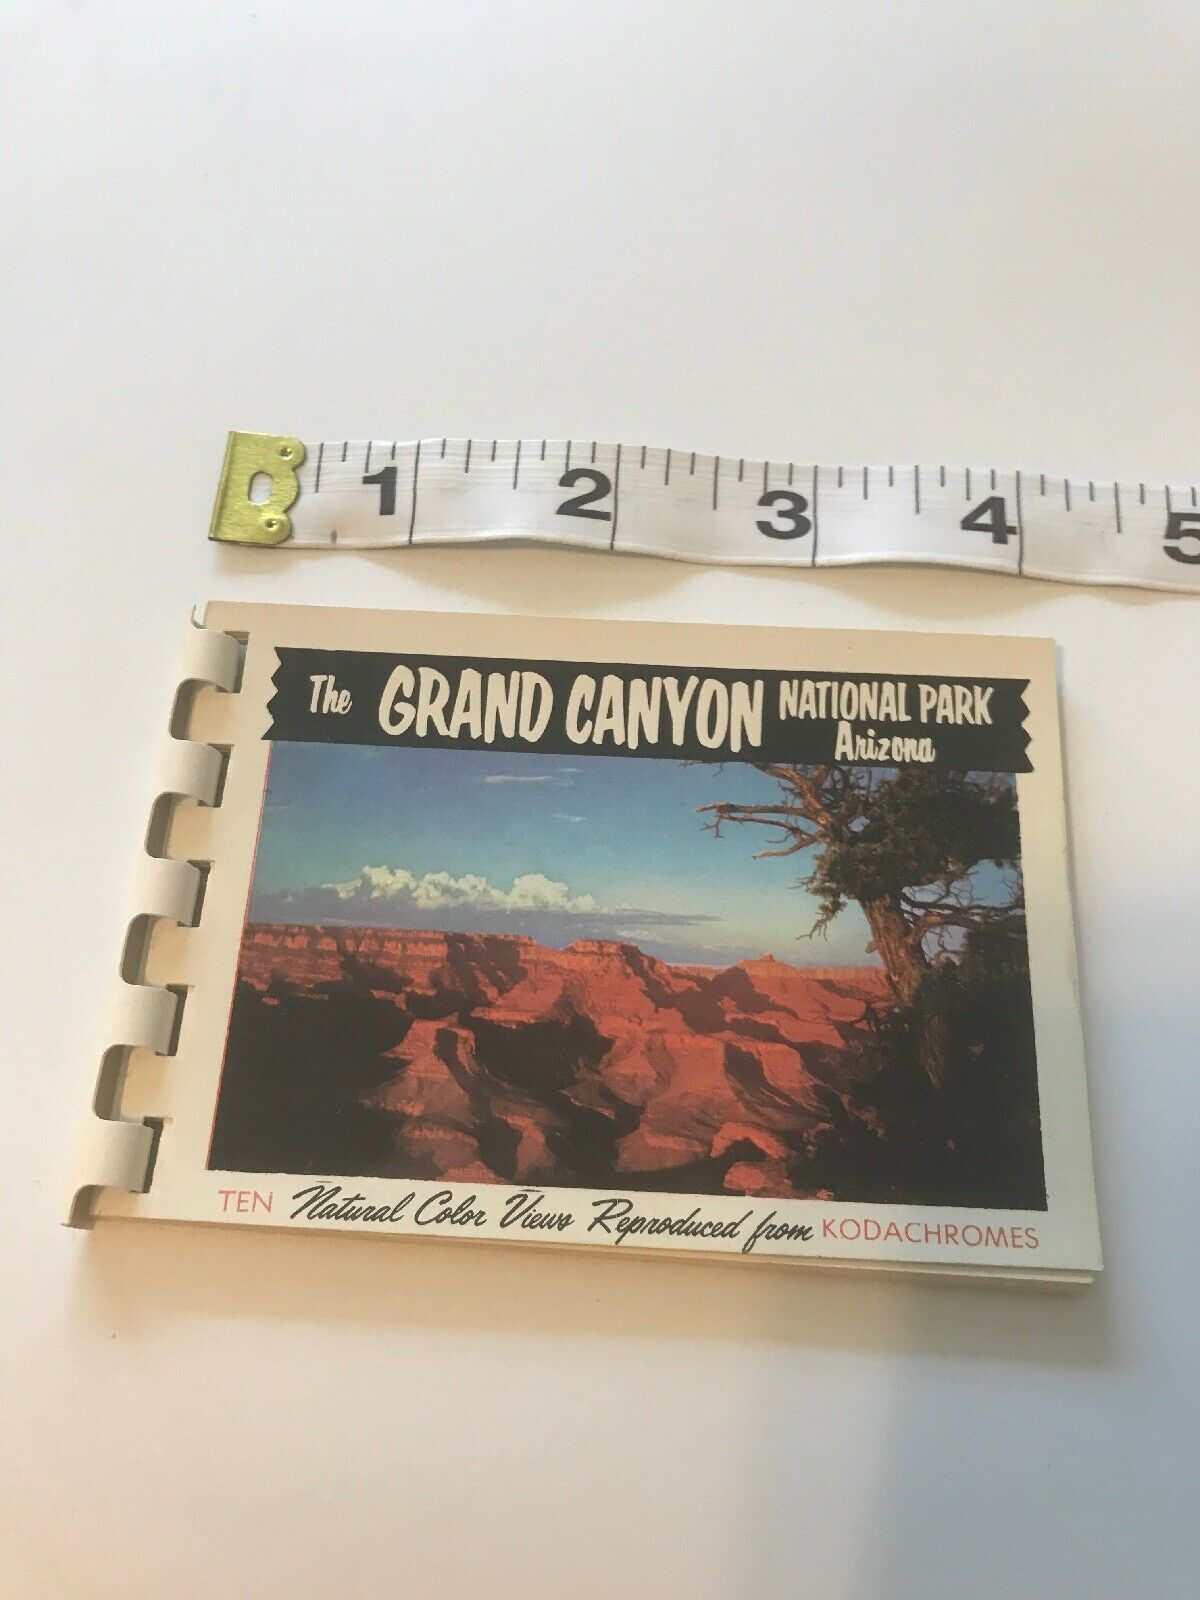 1 2 3 4 5
The GRAND CANYON NATIONAL PARK
Arizona
TEN Natural Color Views Reproduced from KODACHROMES